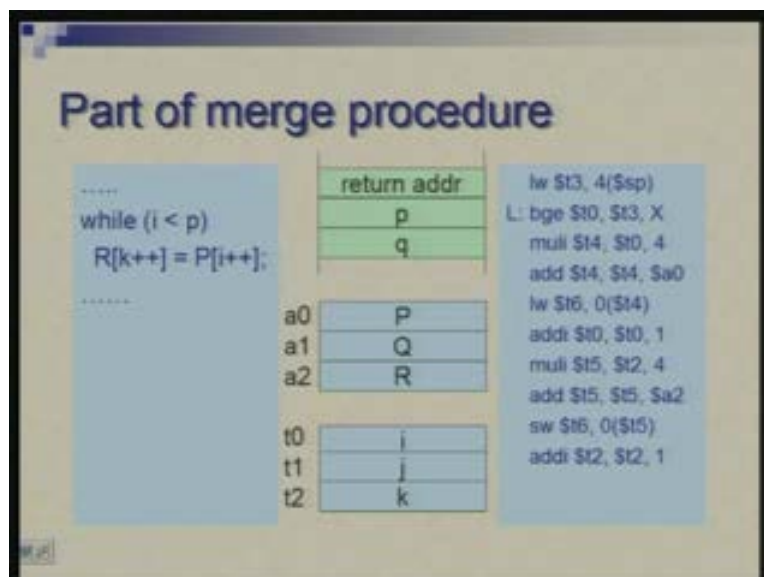 Part of merge procedure
.....
while (i < p)
R[k++] = P[i++];
......
return addr
p
q
a0 P
a1 Q
a2 R
t0 i
t1 j
t2 k
lw $t3, 4($sp)
L: bge $t0, $t3, X
muli $t4, $t0, 4
add $t4, $t4, $a0
lw $t6, 0($t4)
addi $t0, $t0, 1
muli $t5, $t2, 4
add $t5, $t5, $a2
sw $t6, 0($t5)
addi $t2, $t2, 1